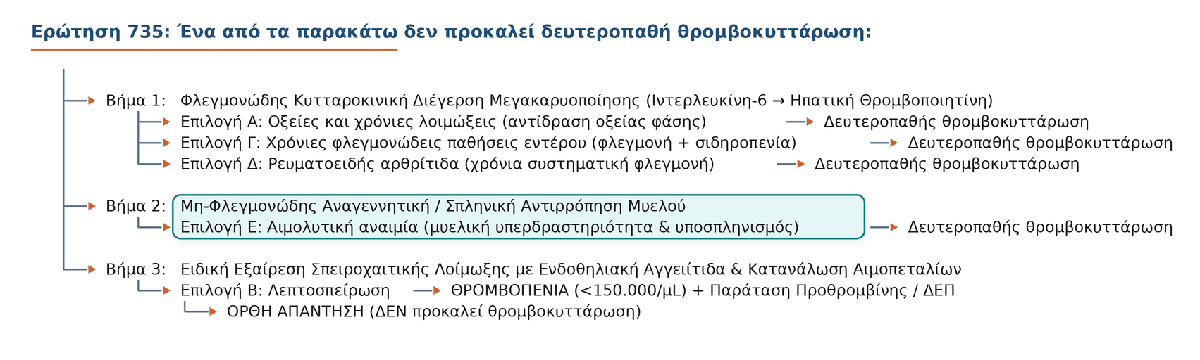 Ερώτηση 735: Ένα από τα παρακάτω δεν προκαλεί δευτεροπαθή θρομβοκυττάρωση:
Βήμα 1: Φλεγμονώδης Κυτταροκινική Διέγερση Μεγακαρυοποίησης (Ιντερλευκίνη-6 → Ηπατική Θρομβοποιητίνη)
Επιλογή Α: Οξείες και χρόνιες λοιμώξεις (αντίδραση οξείας φάσης) → Δευτεροπαθής θρομβοκυττάρωση
Επιλογή Γ: Χρόνιες φλεγμονώδεις παθήσεις εντέρου (φλεγμονή + σιδηροπενία) → Δευτεροπαθής θρομβοκυττάρωση
Επιλογή Δ: Ρευματοειδής αρθρίτιδα (χρόνια συστηματική φλεγμονή) → Δευτεροπαθής θρομβοκυττάρωση
Βήμα 2: Μη-Φλεγμονώδης Αναγεννητική / Σπληνική Αντιρρόπηση Μυελού
Επιλογή Ε: Αιμολυτική αναιμία (μυελική υπερδραστηριότητα & υποσπληνισμός) → Δευτεροπαθής θρομβοκυττάρωση
Βήμα 3: Ειδική Εξαίρεση Σπειροχαιτικής Λοίμωξης με Ενδοθηλιακή Αγγειίτιδα & Κατανάλωση Αιμοπεταλίων
Επιλογή Β: Λεπτοσπείρωση → ΘΡΟΜΒΟΠΕΝΙΑ (<150.000/μL) + Παράταση Προθρομβίνης / ΔΕΠ
ΟΡΘΗ ΑΠΑΝΤΗΣΗ (ΔΕΝ προκαλεί θρομβοκυττάρωση)